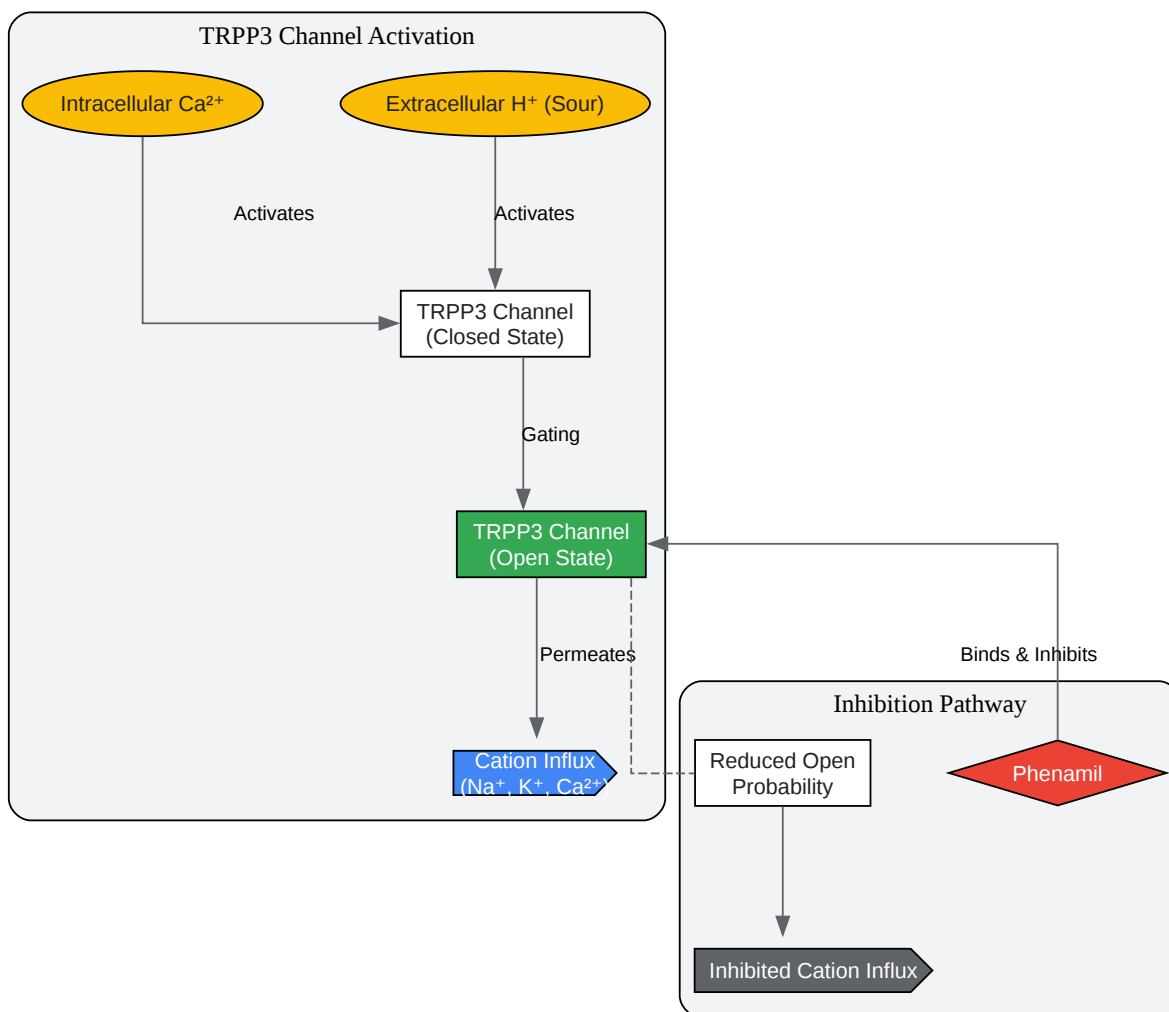 TRPP3 Channel Activation
Intracellular Ca²⁺
Extracellular H⁺ (Sour)
Activates
Activates
TRPP3 Channel
(Closed State)
Gating
TRPP3 Channel
(Open State)
Permeates
Binds & Inhibits
Inhibition Pathway
Cation Influx
(Na⁺, K⁺, Ca²⁺)
Reduced Open
Probability
Phenamil
Inhibited Cation Influx